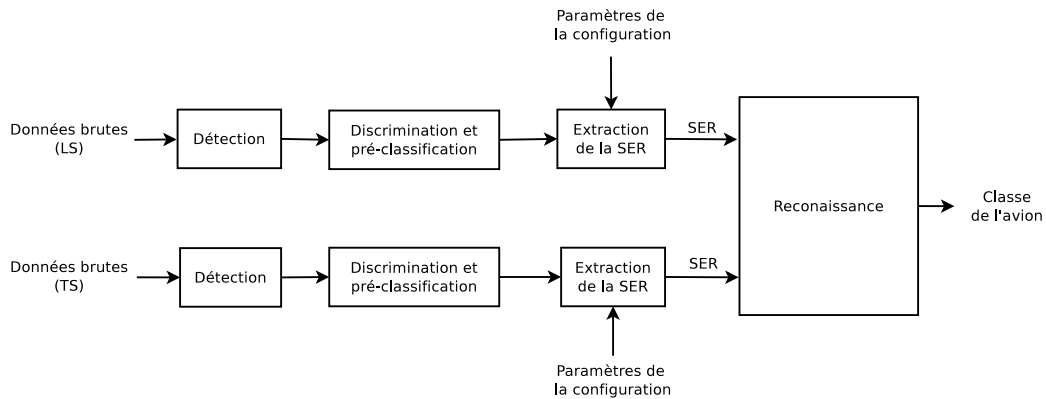 Paramètres de
la configuration
Données brutes
(LS)
Détection
Discrimination et
pré-classification
Extraction
de la SER
SER
Reconaissance
Classe
de l'avion
Données brutes
(TS)
Détection
Discrimination et
pré-classification
Extraction
de la SER
SER
Paramètres de
la configuration